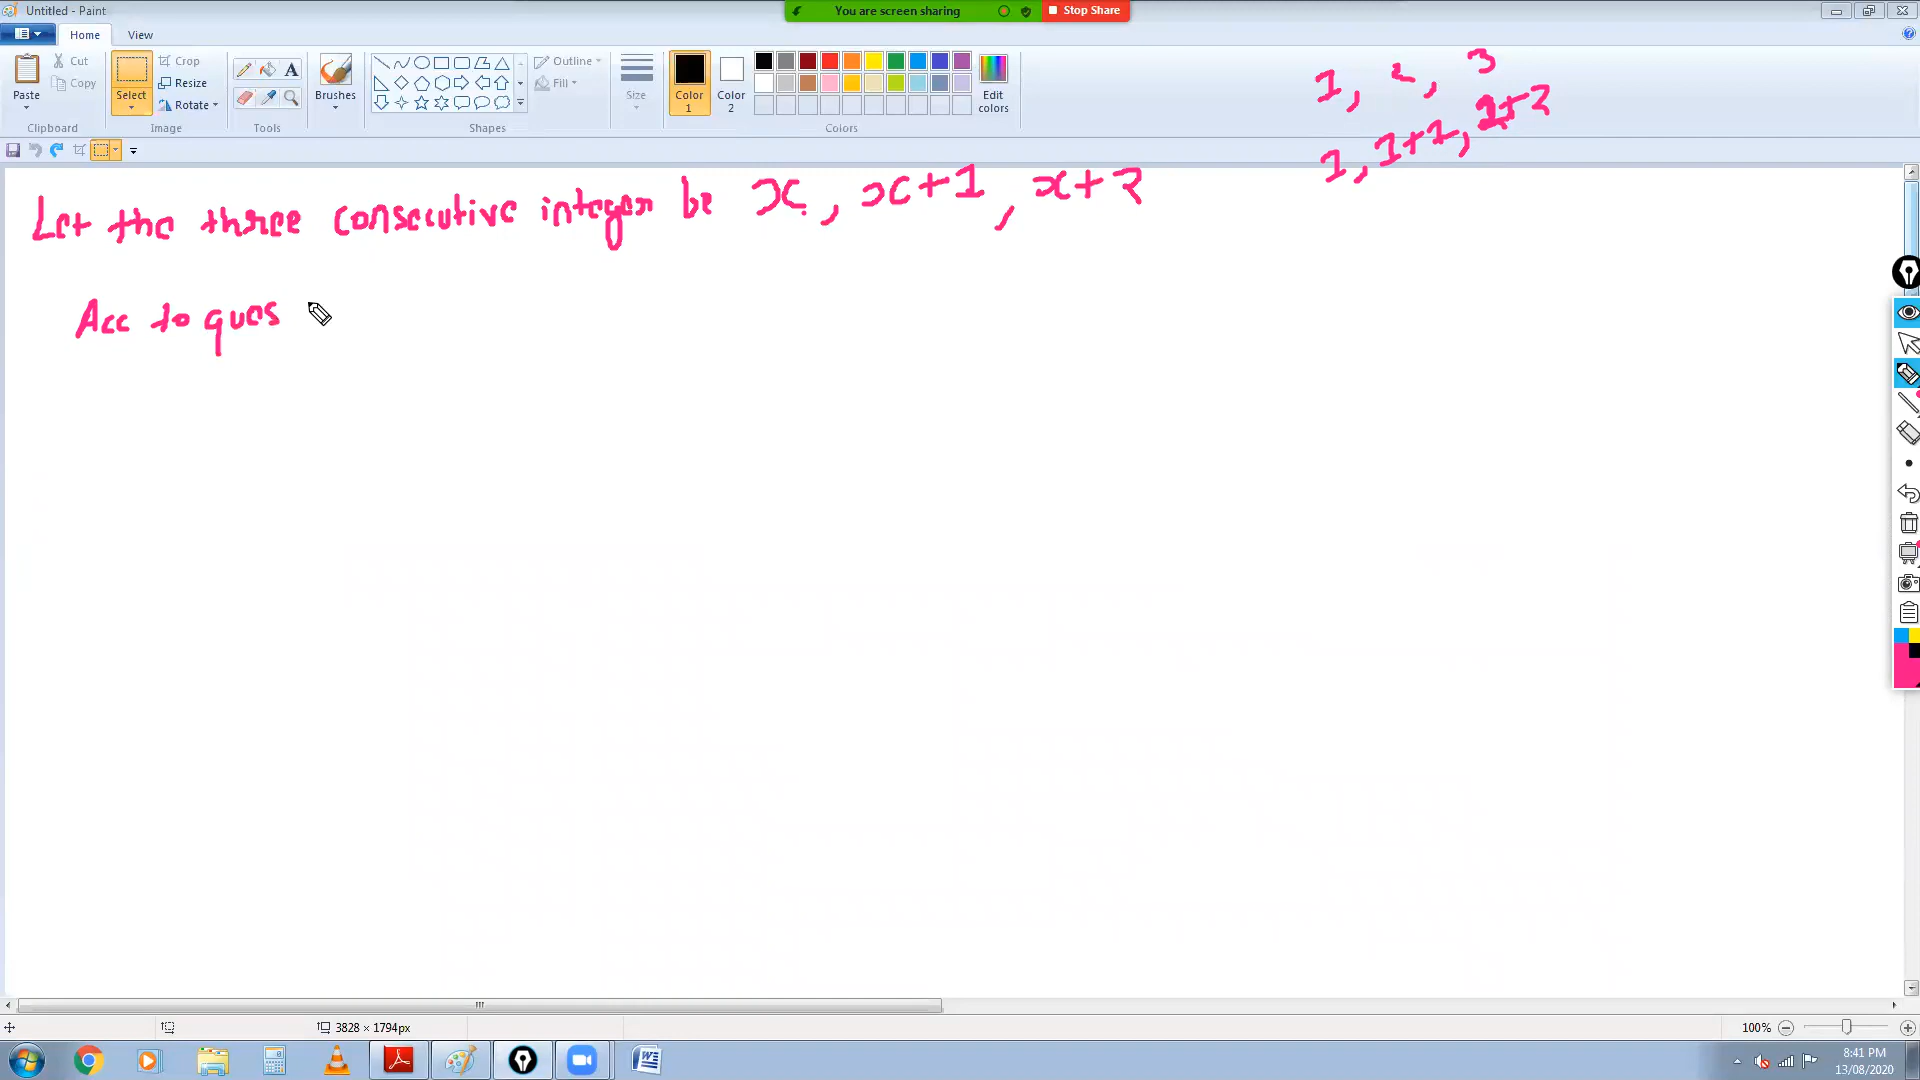 Untitled - Paint
You are screen sharing
Stop Share
Home View
Paste
Cut
Copy
Clipboard
Select
Crop
Resize
Rotate
Image
A
Tools
Brushes
Shapes
Outline
Fill
Size
Color 1
Color 2
Colors
Edit colors
1, 2, 3
1, 1+1, 1+2
Let the three consecutive integer be x, x+1, x+2
Acc to ques
3828 × 1794px
100%
8:41 PM
13/08/2020